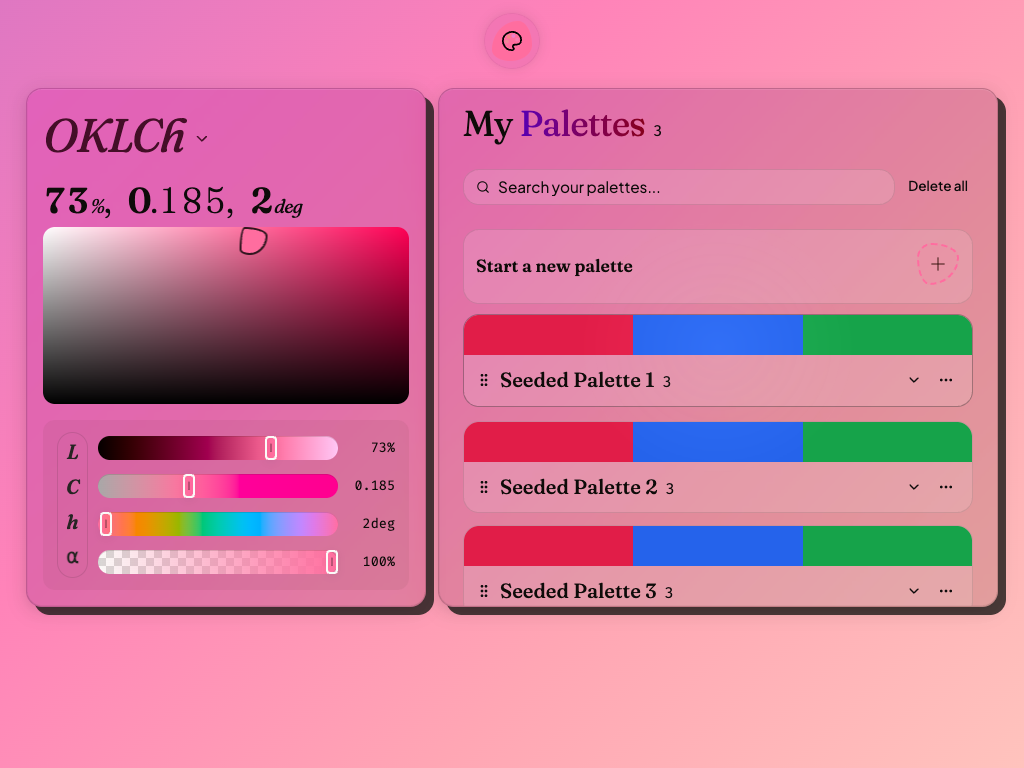 OKLCh
73%, 0.185, 2deg
L 73%
C 0.185
h 2deg
α 100%
My Palettes 3
Search your palettes...
Delete all
Start a new palette
Seeded Palette 1 3
Seeded Palette 2 3
Seeded Palette 3 3